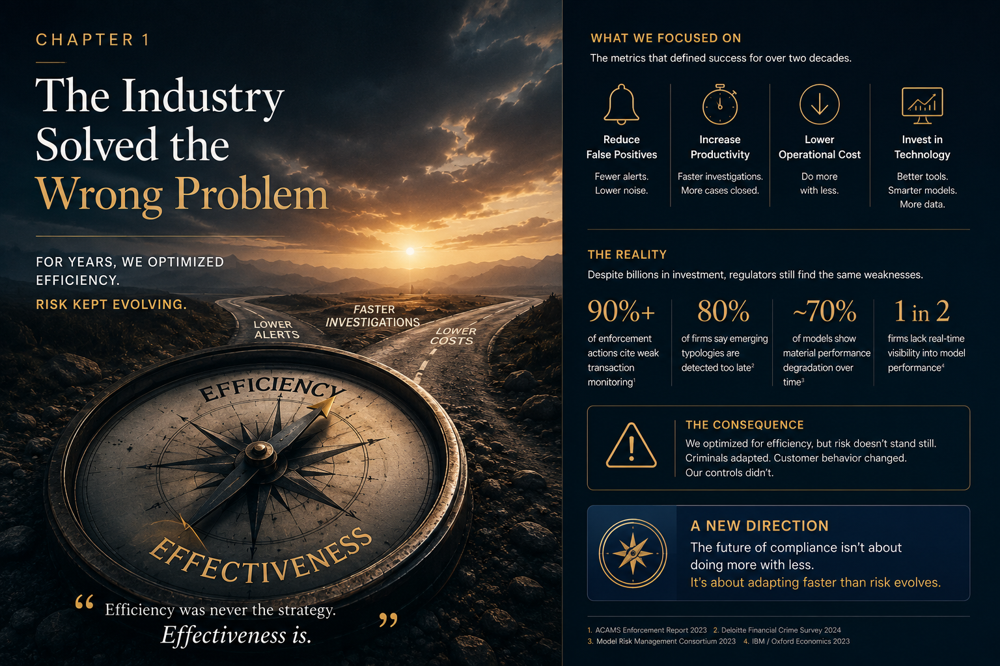 CHAPTER 1
The Industry
Solved the
Wrong Problem
FOR YEARS, WE OPTIMIZED
EFFICIENCY.
RISK KEPT EVOLVING.
LOWER
ALERTS
FASTER
INVESTIGATIONS
LOWER
COSTS
EFFICIENCY
EFFECTIVENESS
“ Efficiency was never the strategy.
Effectiveness is. ”
WHAT WE FOCUSED ON
The metrics that defined success for over two decades.
Reduce
False Positives
Fewer alerts.
Lower noise.
Increase
Productivity
Faster investigations.
More cases closed.
Lower
Operational Cost
Do more
with less.
Invest in
Technology
Better tools.
Smarter models.
More data.
THE REALITY
Despite billions in investment, regulators still find the same weaknesses.
90%+
of enforcement
actions cite weak
transaction
monitoring¹
80%
of firms say emerging
typologies are
detected too late²
~70%
of models show
material performance
degradation over
time³
1 in 2
firms lack real-time
visibility into model
performance⁴
THE CONSEQUENCE
We optimized for efficiency, but risk doesn’t stand still.
Criminals adapted. Customer behavior changed.
Our controls didn’t.
A NEW DIRECTION
The future of compliance isn’t about
doing more with less.
It’s about adapting faster than risk evolves.
1. ACAMS Enforcement Report 2023 2. Deloitte Financial Crime Survey 2024
3. Model Risk Management Consortium 2023 4. IBM / Oxford Economics 2023